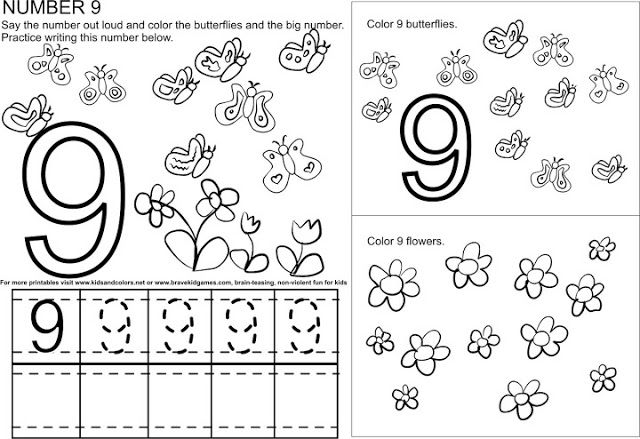 NUMBER 9
Say the number out loud and color the butterflies and the big number.
Practice writing this number below.
9
For more printables visit www.kidsandcolors.net or www.bravekidgames.com, brain-teasing, non-violent fun for kids
9 9 9 9 9
Color 9 butterflies.
9
Color 9 flowers.